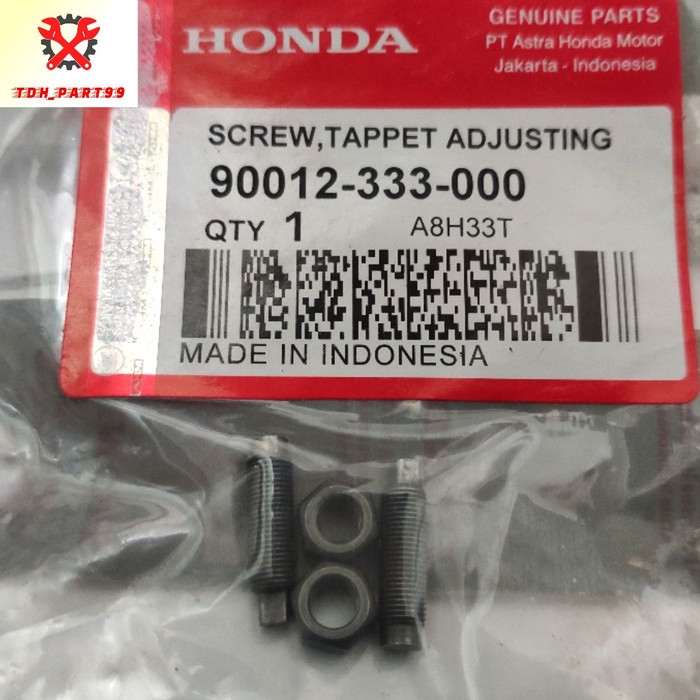 TDH_PART99
HONDA
GENUINE PARTS
PT Astra Honda Motor
Jakarta - Indonesia
SCREW,TAPPET ADJUSTING
90012-333-000
QTY 1 A8H33T
MADE IN INDONESIA